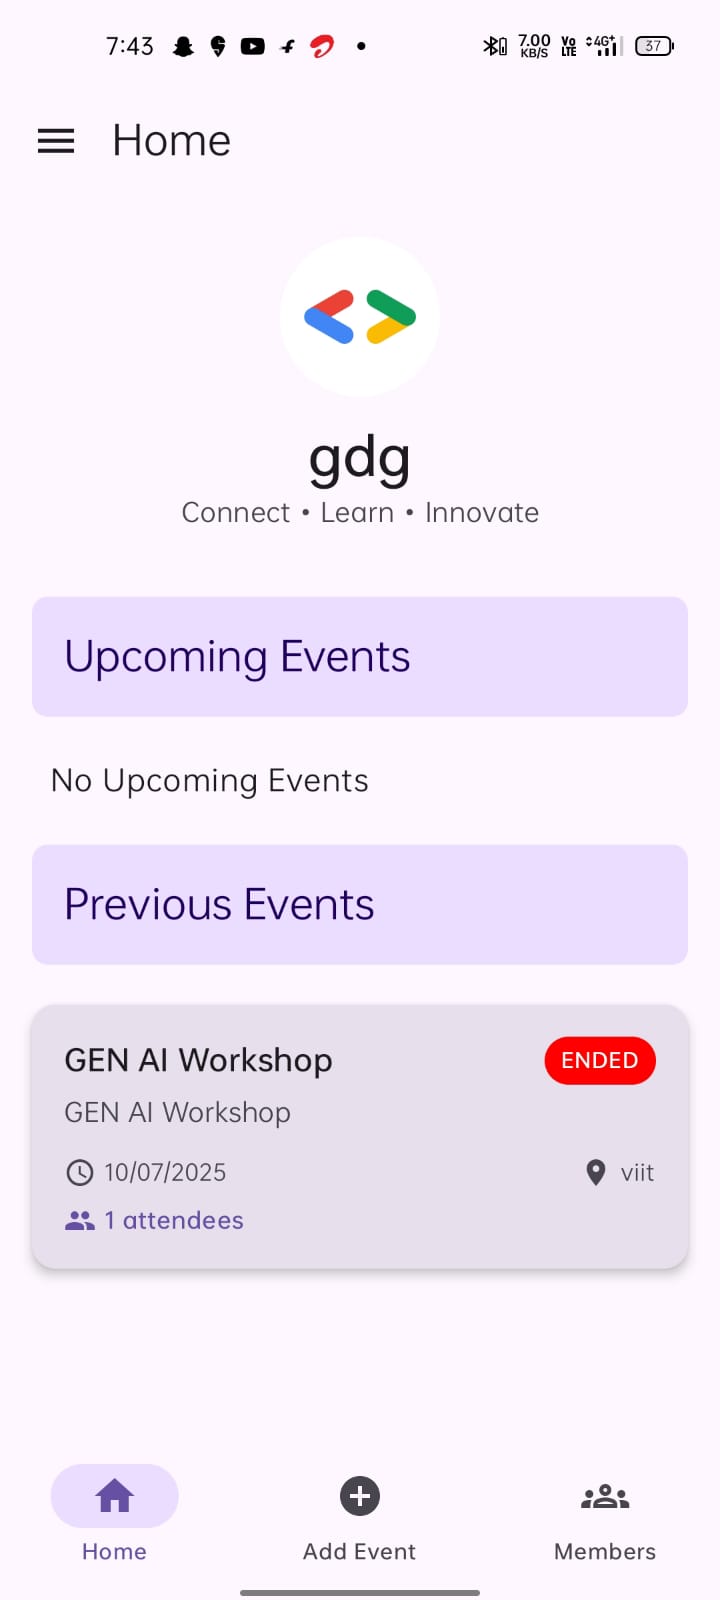 7:43 7.00 KB/S Vo LTE 4G+ 37
Home
gdg
Connect • Learn • Innovate
Upcoming Events
No Upcoming Events
Previous Events
GEN AI Workshop ENDED
GEN AI Workshop
10/07/2025 viit
1 attendees
Home Add Event Members